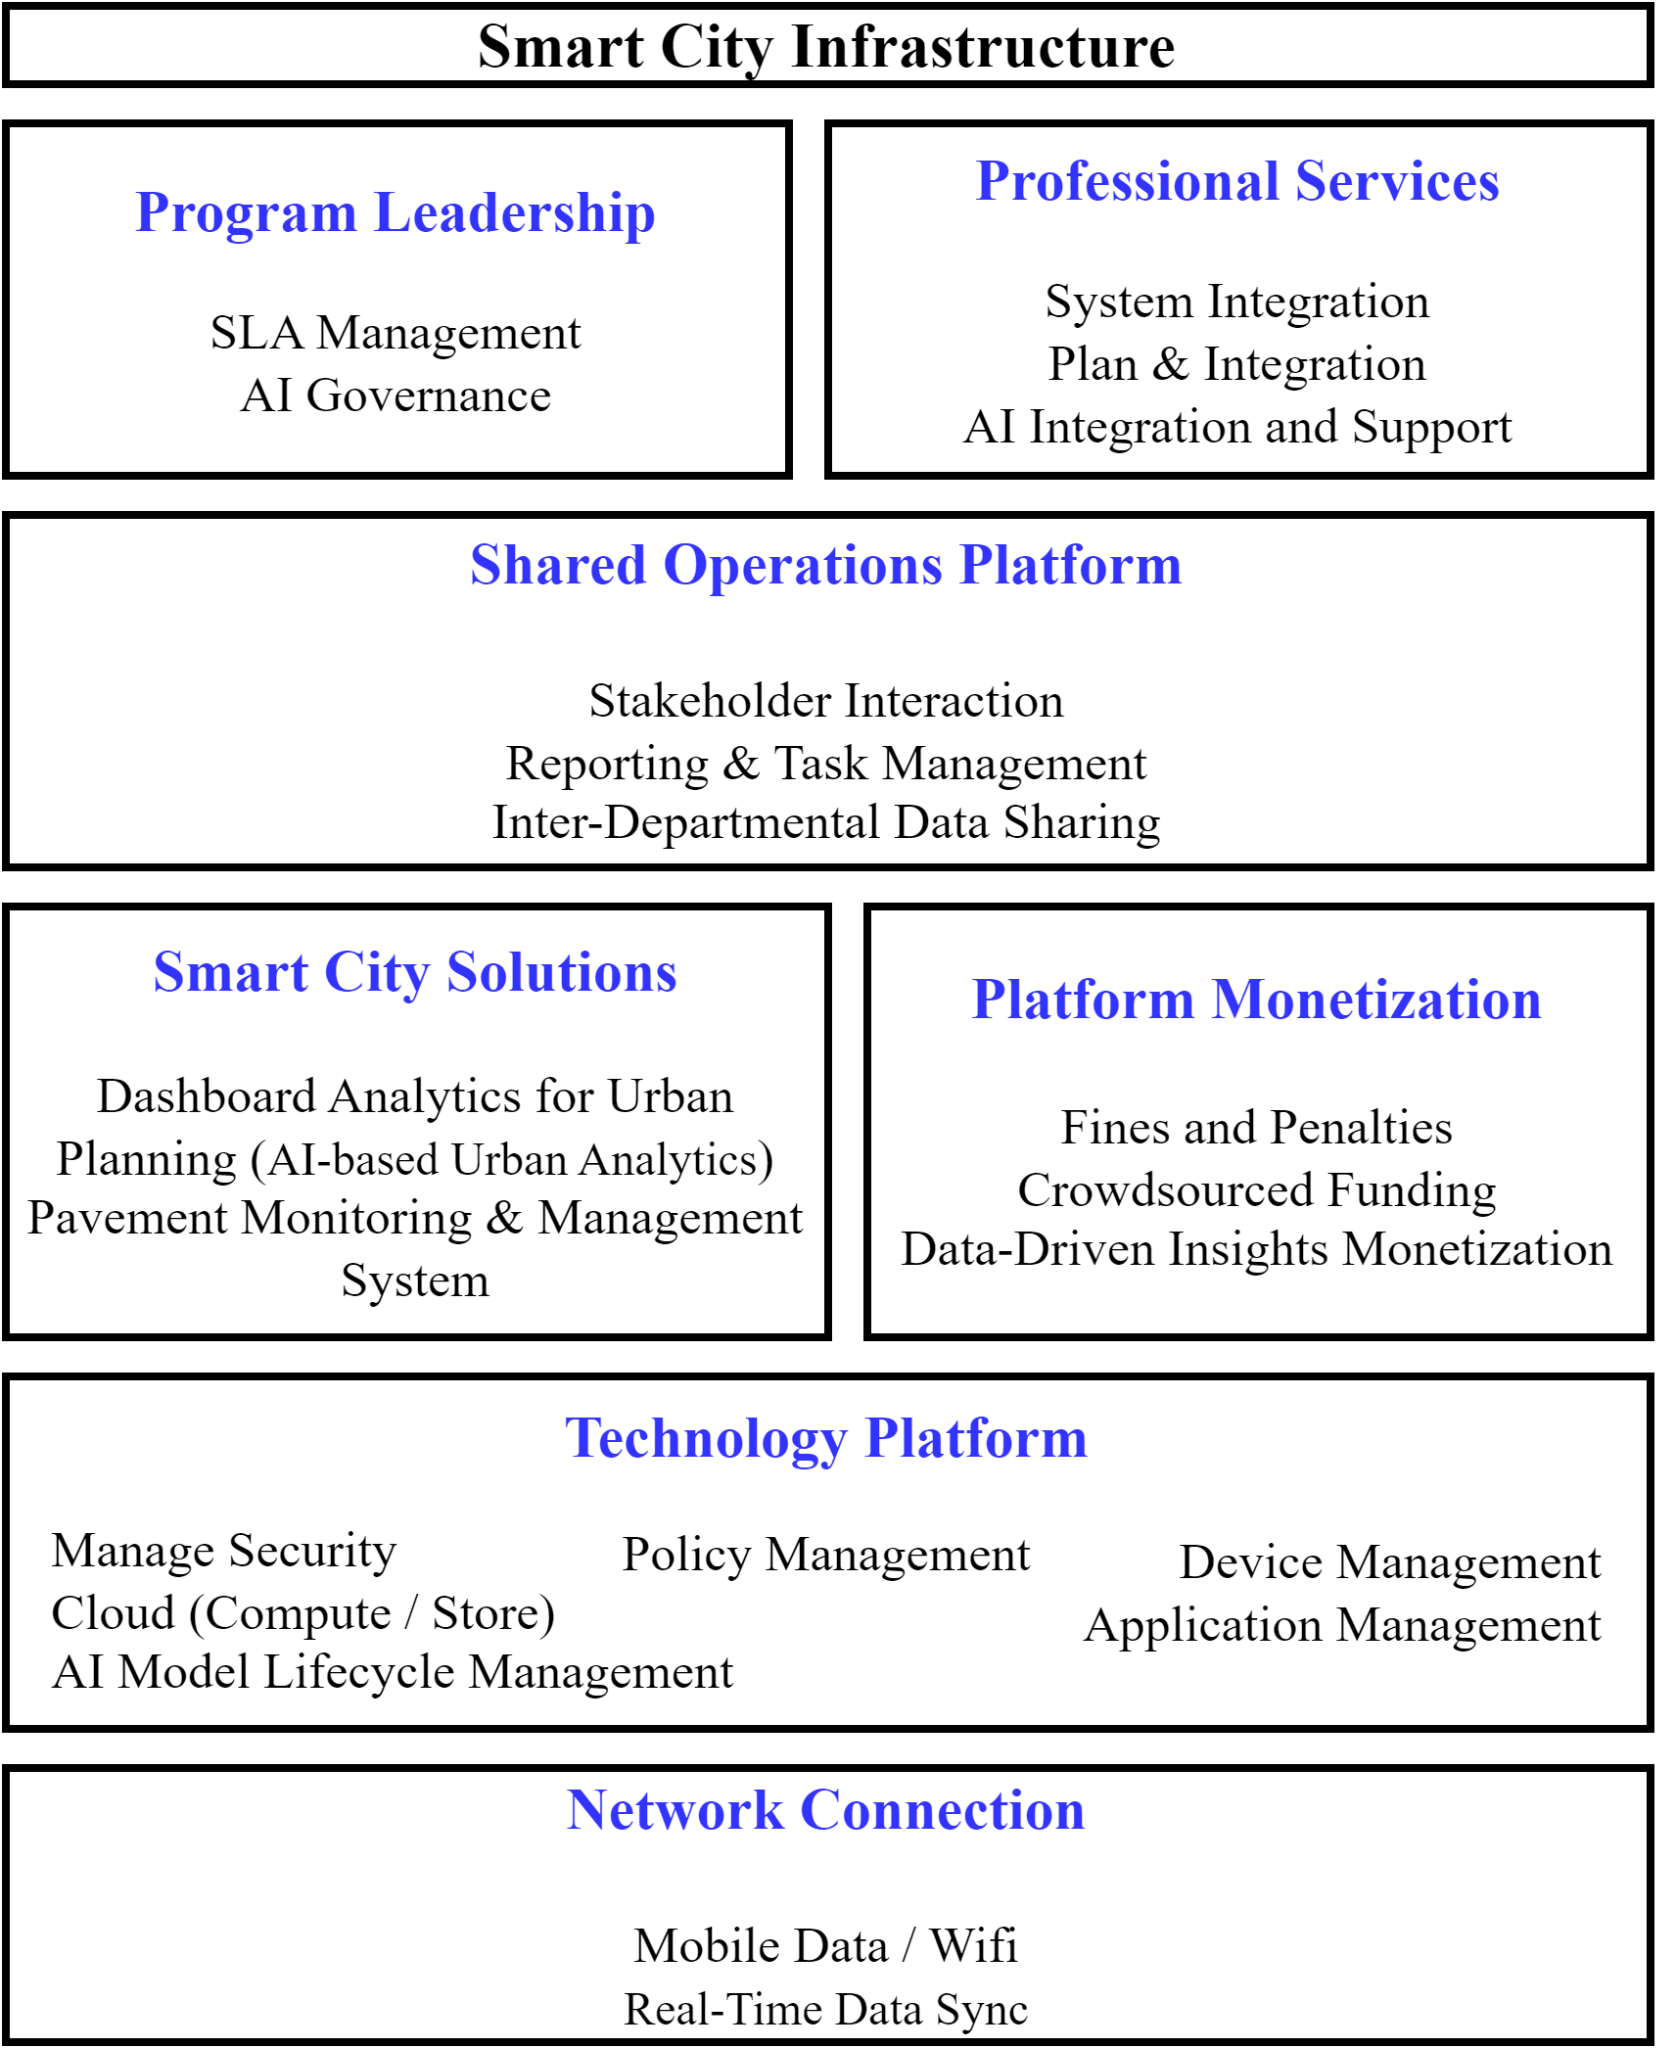 Smart City Infrastructure
Program Leadership
SLA Management
AI Governance
Professional Services
System Integration
Plan & Integration
AI Integration and Support
Shared Operations Platform
Stakeholder Interaction
Reporting & Task Management
Inter-Departmental Data Sharing
Smart City Solutions
Dashboard Analytics for Urban
Planning (AI-based Urban Analytics)
Pavement Monitoring & Management
System
Platform Monetization
Fines and Penalties
Crowdsourced Funding
Data-Driven Insights Monetization
Technology Platform
Manage Security
Cloud (Compute / Store)
AI Model Lifecycle Management
Policy Management
Device Management
Application Management
Network Connection
Mobile Data / Wifi
Real-Time Data Sync